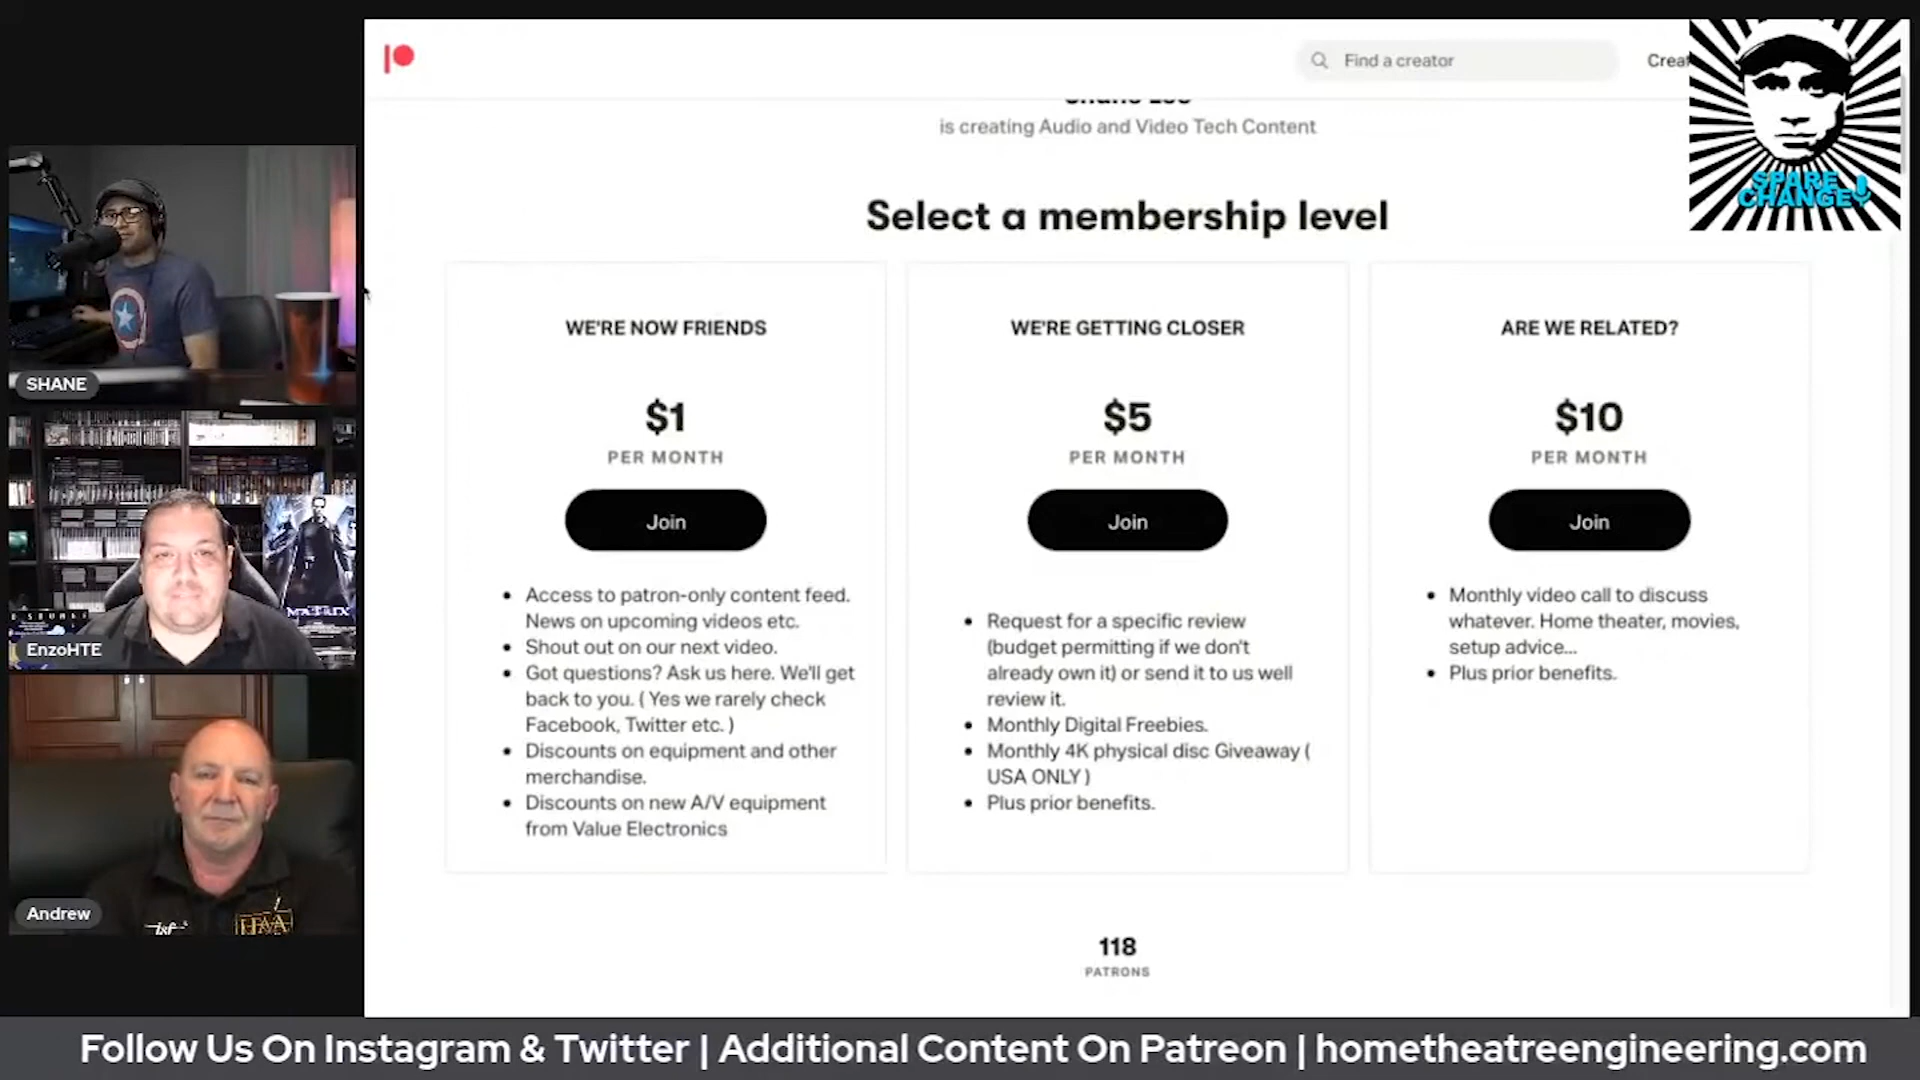 Find a creator
Creat
is creating Audio and Video Tech Content
SPARE
CHANGE
Select a membership level
WE'RE NOW FRIENDS
$1
PER MONTH
Join
Access to patron-only content feed.
News on upcoming videos etc.
Shout out on our next video.
Got questions? Ask us here. We'll get
back to you. ( Yes we rarely check
Facebook, Twitter etc. )
Discounts on equipment and other
merchandise.
Discounts on new A/V equipment
from Value Electronics
WE'RE GETTING CLOSER
$5
PER MONTH
Join
Request for a specific review
(budget permitting if we don't
already own it) or send it to us well
review it.
Monthly Digital Freebies.
Monthly 4K physical disc Giveaway (
USA ONLY )
Plus prior benefits.
ARE WE RELATED?
$10
PER MONTH
Join
Monthly video call to discuss
whatever. Home theater, movies,
setup advice...
Plus prior benefits.
118
PATRONS
SHANE
MATRIX
EnzoHTE
Andrew
isf
Follow Us On Instagram & Twitter | Additional Content On Patreon | hometheatreengineering.com